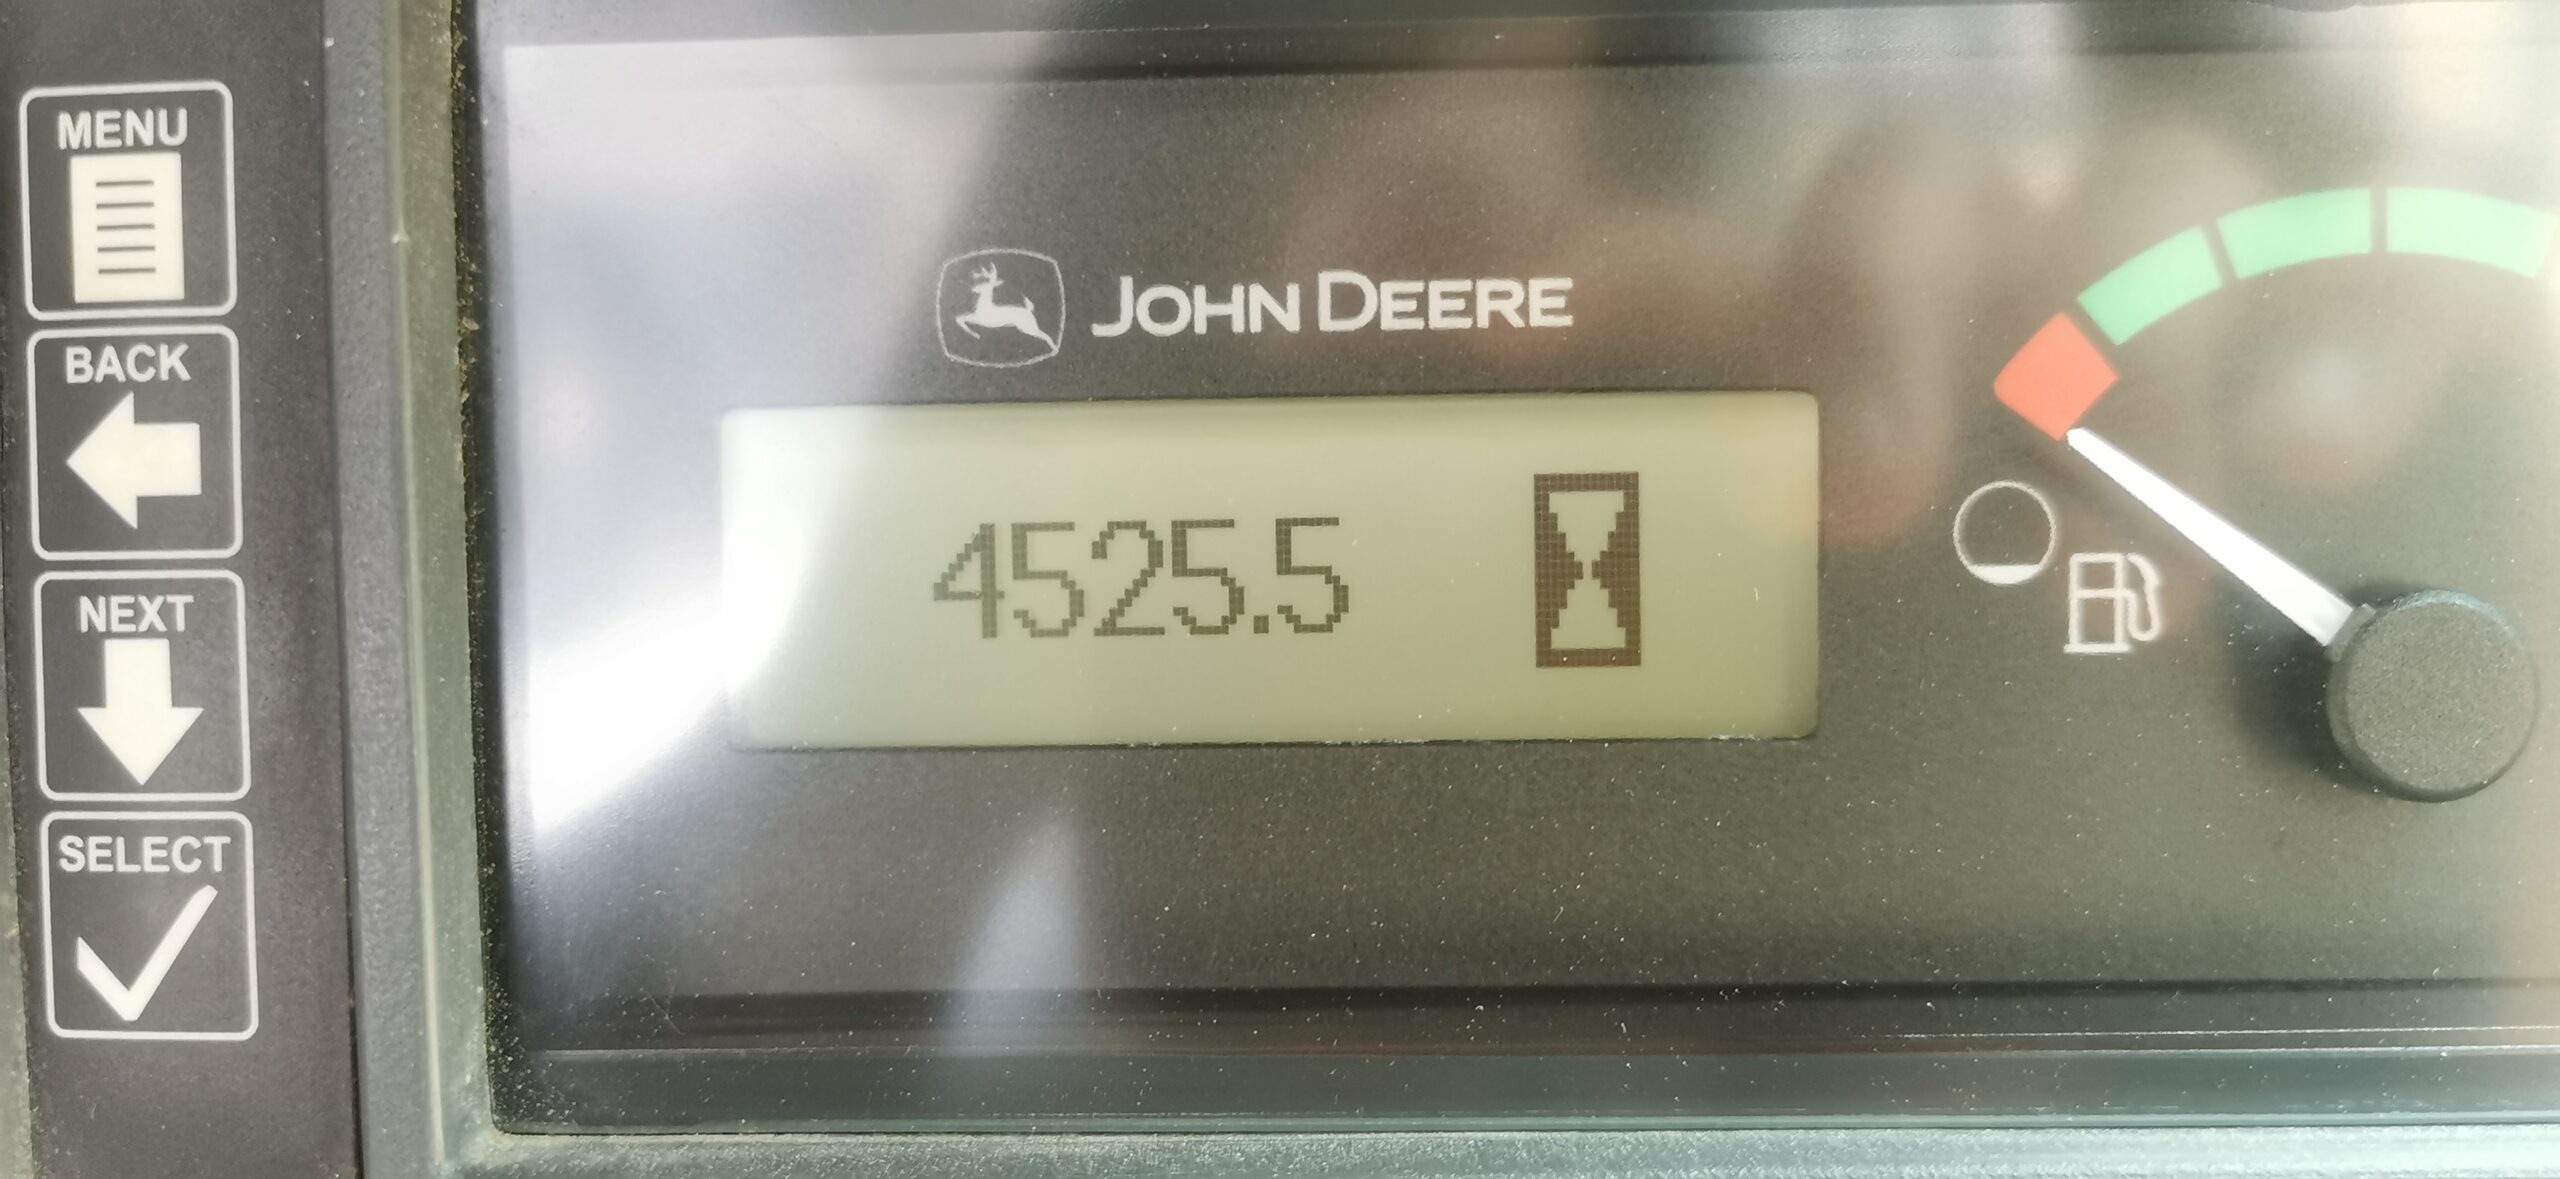 MENU
BACK
NEXT
SELECT
JOHN DEERE
4525.5